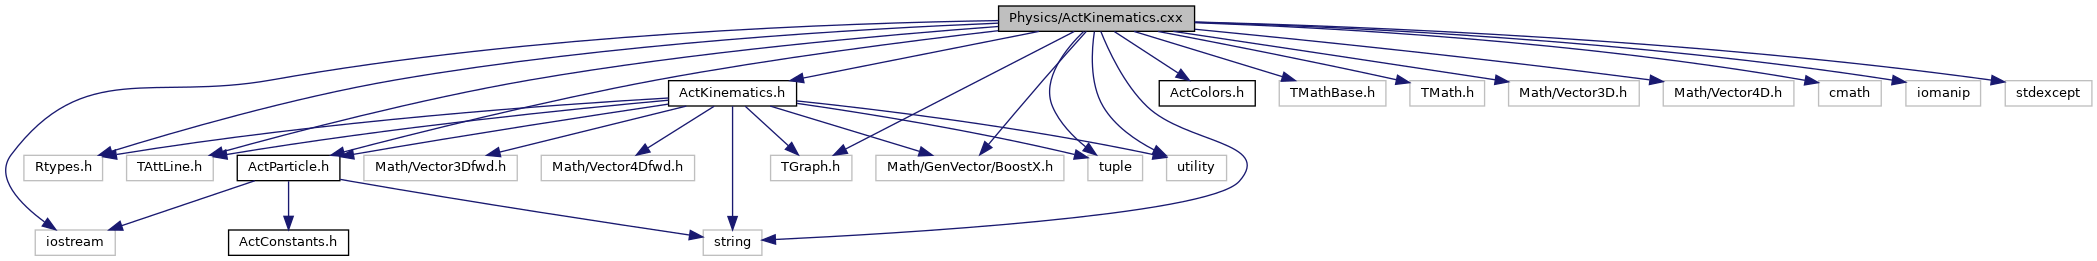 Physics/ActKinematics.cxx
ActKinematics.h
ActColors.h
TMathBase.h
TMath.h
Math/Vector3D.h
Math/Vector4D.h
cmath
iomanip
stdexcept
Rtypes.h
TAttLine.h
ActParticle.h
Math/Vector3Dfwd.h
Math/Vector4Dfwd.h
TGraph.h
Math/GenVector/BoostX.h
tuple
utility
iostream
ActConstants.h
string